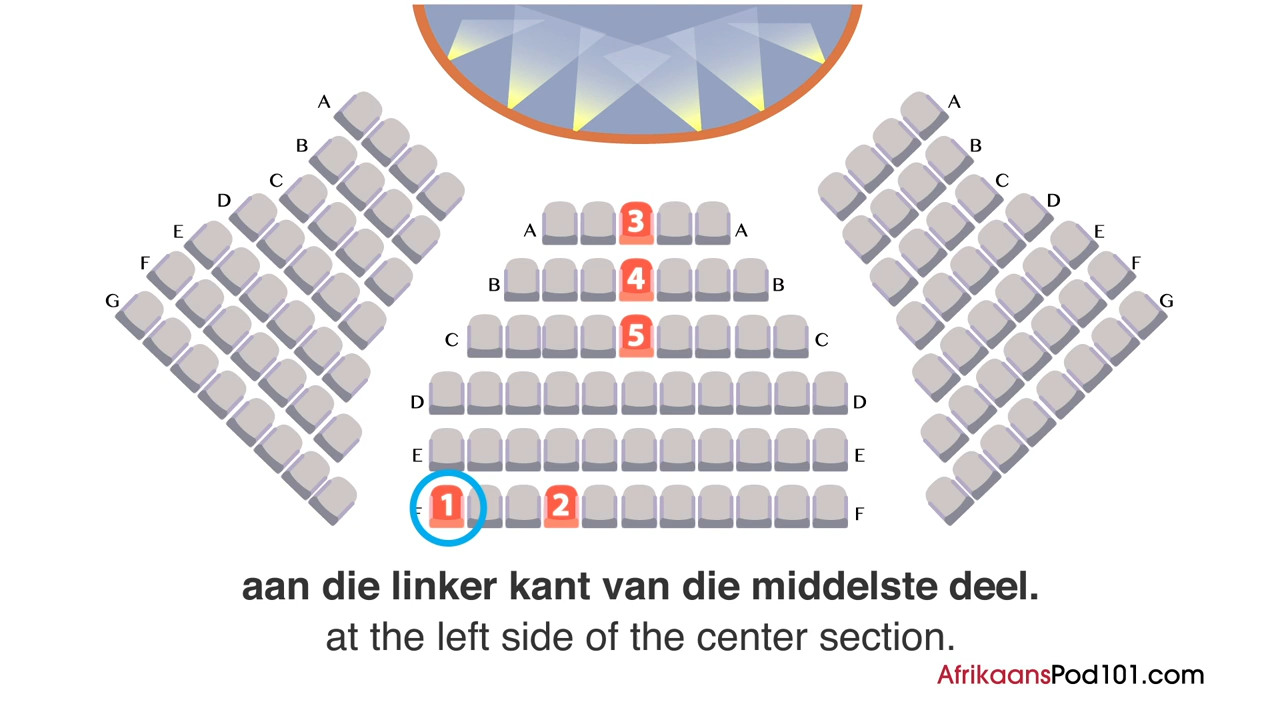 A A
B B
C C
D D
E E
F F
G G
A 3 A
B 4 B
C 5 C
D D
E E
F 1 2 F
aan die linker kant van die middelste deel.
at the left side of the center section.
AfrikaansPod101.com